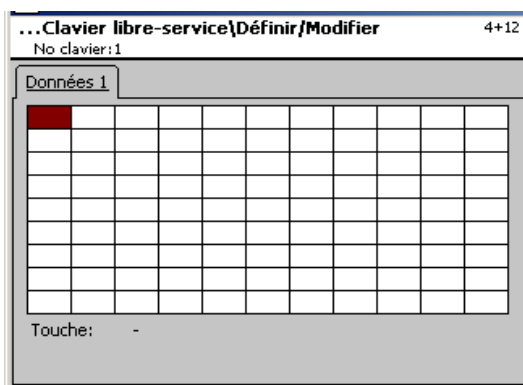 ...Clavier libre-service\Définir/Modifier 4+12
No clavier:1
Données 1
Touche: -